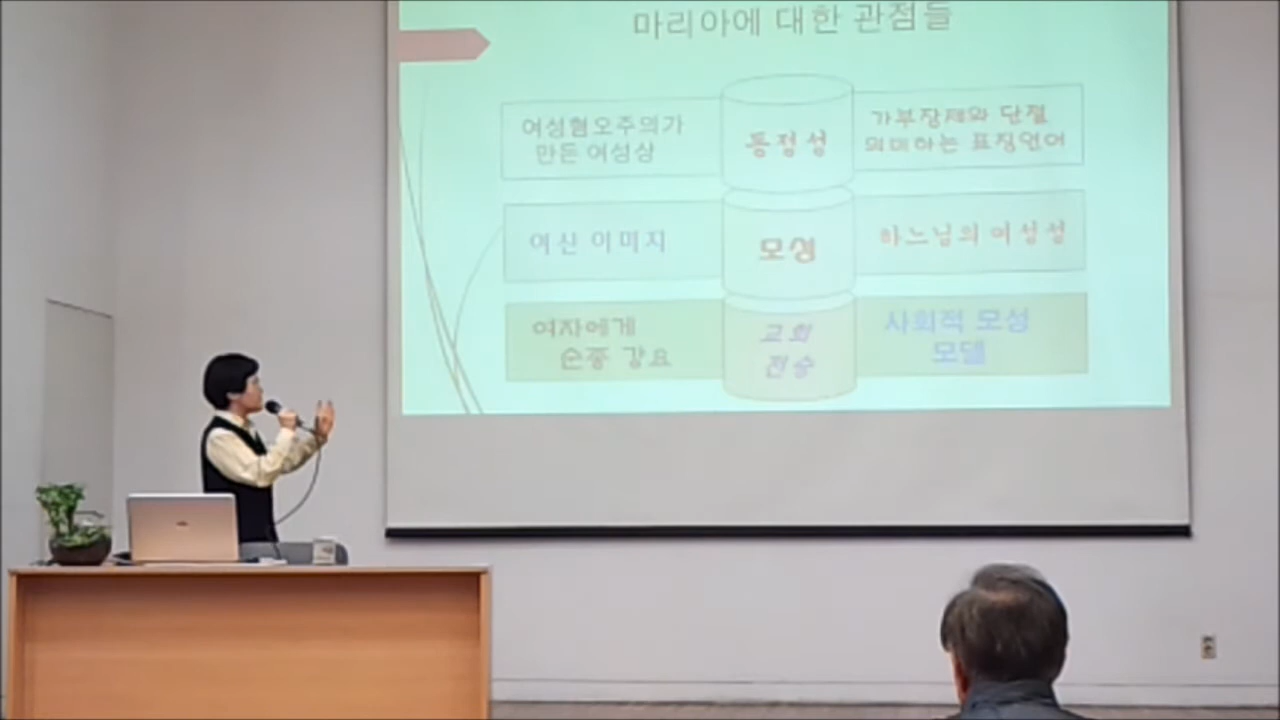 마리아에 대한 관점들
여성혐오주의가
만든 여성상
동정성
가부장제와 단절
의미하는 표징언어
여신 이미지
모성
하느님의 여성성
여자에게
순종 강요
교회
전승
사회적 모성
모델